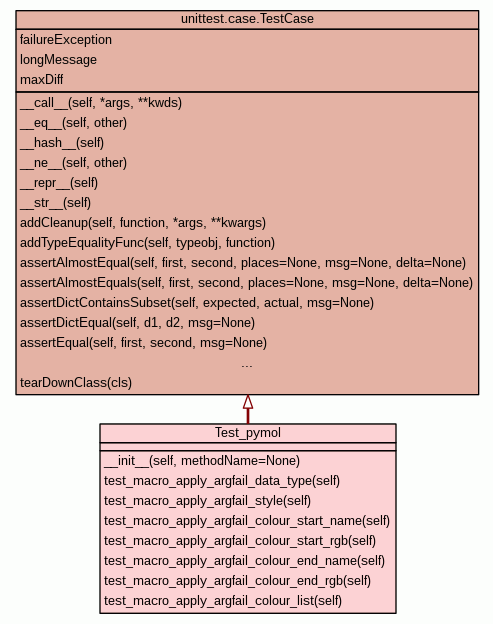 unittest.case.TestCase
failureException
longMessage
maxDiff
__call__(self, *args, **kwds)
__eq__(self, other)
__hash__(self)
__ne__(self, other)
__repr__(self)
__str__(self)
addCleanup(self, function, *args, **kwargs)
addTypeEqualityFunc(self, typeobj, function)
assertAlmostEqual(self, first, second, places=None, msg=None, delta=None)
assertAlmostEquals(self, first, second, places=None, msg=None, delta=None)
assertDictContainsSubset(self, expected, actual, msg=None)
assertDictEqual(self, d1, d2, msg=None)
assertEqual(self, first, second, msg=None)
...
tearDownClass(cls)
Test_pymol
__init__(self, methodName=None)
test_macro_apply_argfail_data_type(self)
test_macro_apply_argfail_style(self)
test_macro_apply_argfail_colour_start_name(self)
test_macro_apply_argfail_colour_start_rgb(self)
test_macro_apply_argfail_colour_end_name(self)
test_macro_apply_argfail_colour_end_rgb(self)
test_macro_apply_argfail_colour_list(self)